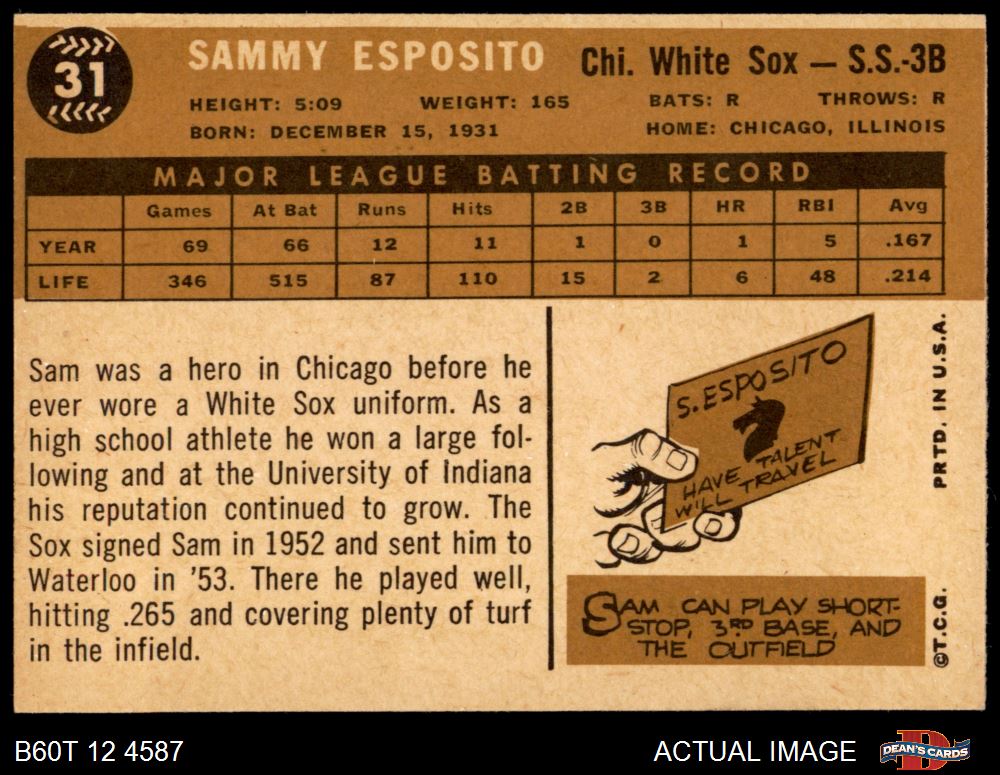 31
SAMMY ESPOSITO
Chi. White Sox — S.S.-3B
HEIGHT: 5:09 WEIGHT: 165 BATS: R THROWS: R
BORN: DECEMBER 15, 1931 HOME: CHICAGO, ILLINOIS
MAJOR LEAGUE BATTING RECORD
Games At Bat Runs Hits 2B 3B HR RBI Avg
YEAR 69 66 12 11 1 0 1 5 .167
LIFE 346 515 87 110 15 2 6 48 .214
Sam was a hero in Chicago before he
ever wore a White Sox uniform. As a
high school athlete he won a large fol-
lowing and at the University of Indiana
his reputation continued to grow. The
Sox signed Sam in 1952 and sent him to
Waterloo in '53. There he played well,
hitting .265 and covering plenty of turf
in the infield.
S. ESPOSITO
HAVE TALENT
WILL TRAVEL
SAM CAN PLAY SHORT-
STOP, 3RD BASE, AND
THE OUTFIELD
©T.C.G. PRTD. IN U.S.A.
B60T 12 4587
ACTUAL IMAGE
D
DEAN'S CARDS